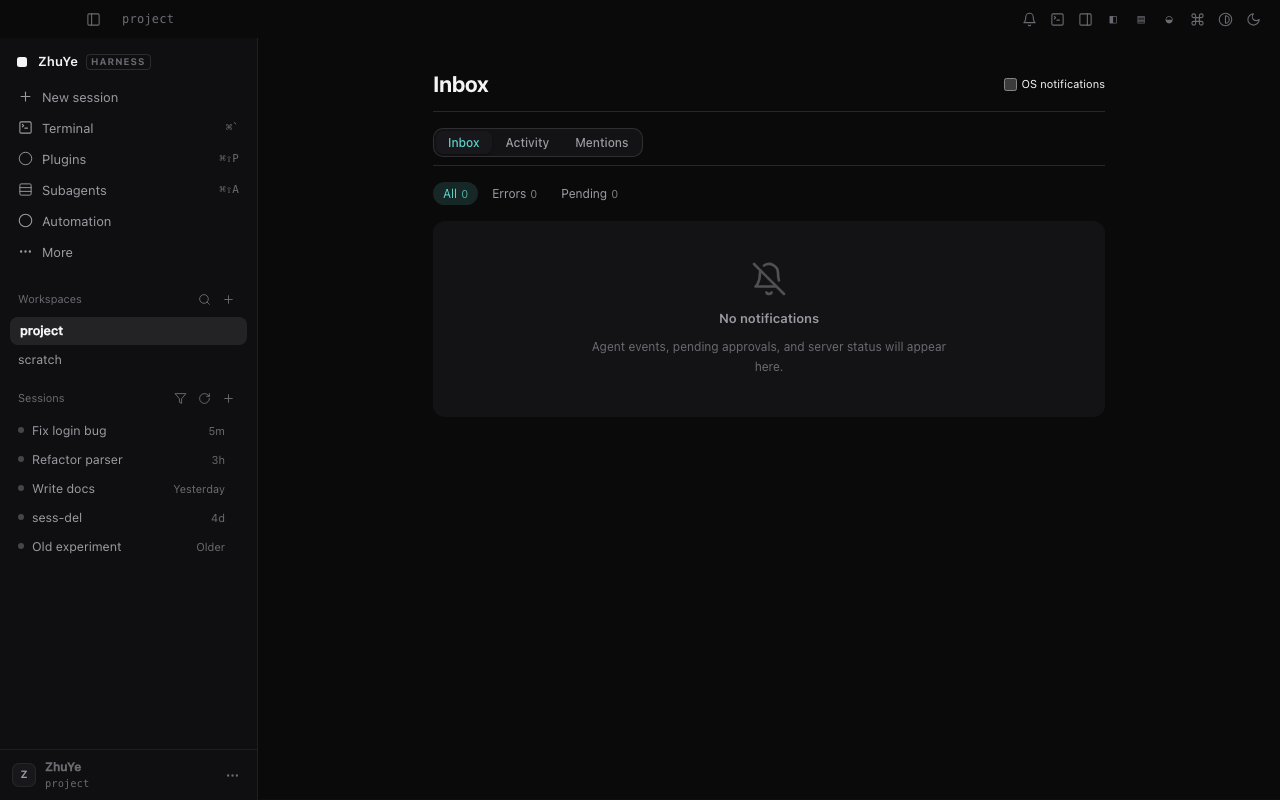 project
ZhuYe HARNESS
New session
Terminal ⌘`
Plugins ⌘⇧P
Subagents ⌘⇧A
Automation
More
Workspaces
project
scratch
Sessions
Fix login bug 5m
Refactor parser 3h
Write docs Yesterday
sess-del 4d
Old experiment Older
Z
ZhuYe
project
Inbox
OS notifications
Inbox Activity Mentions
All 0 Errors 0 Pending 0
No notifications
Agent events, pending approvals, and server status will appear
here.